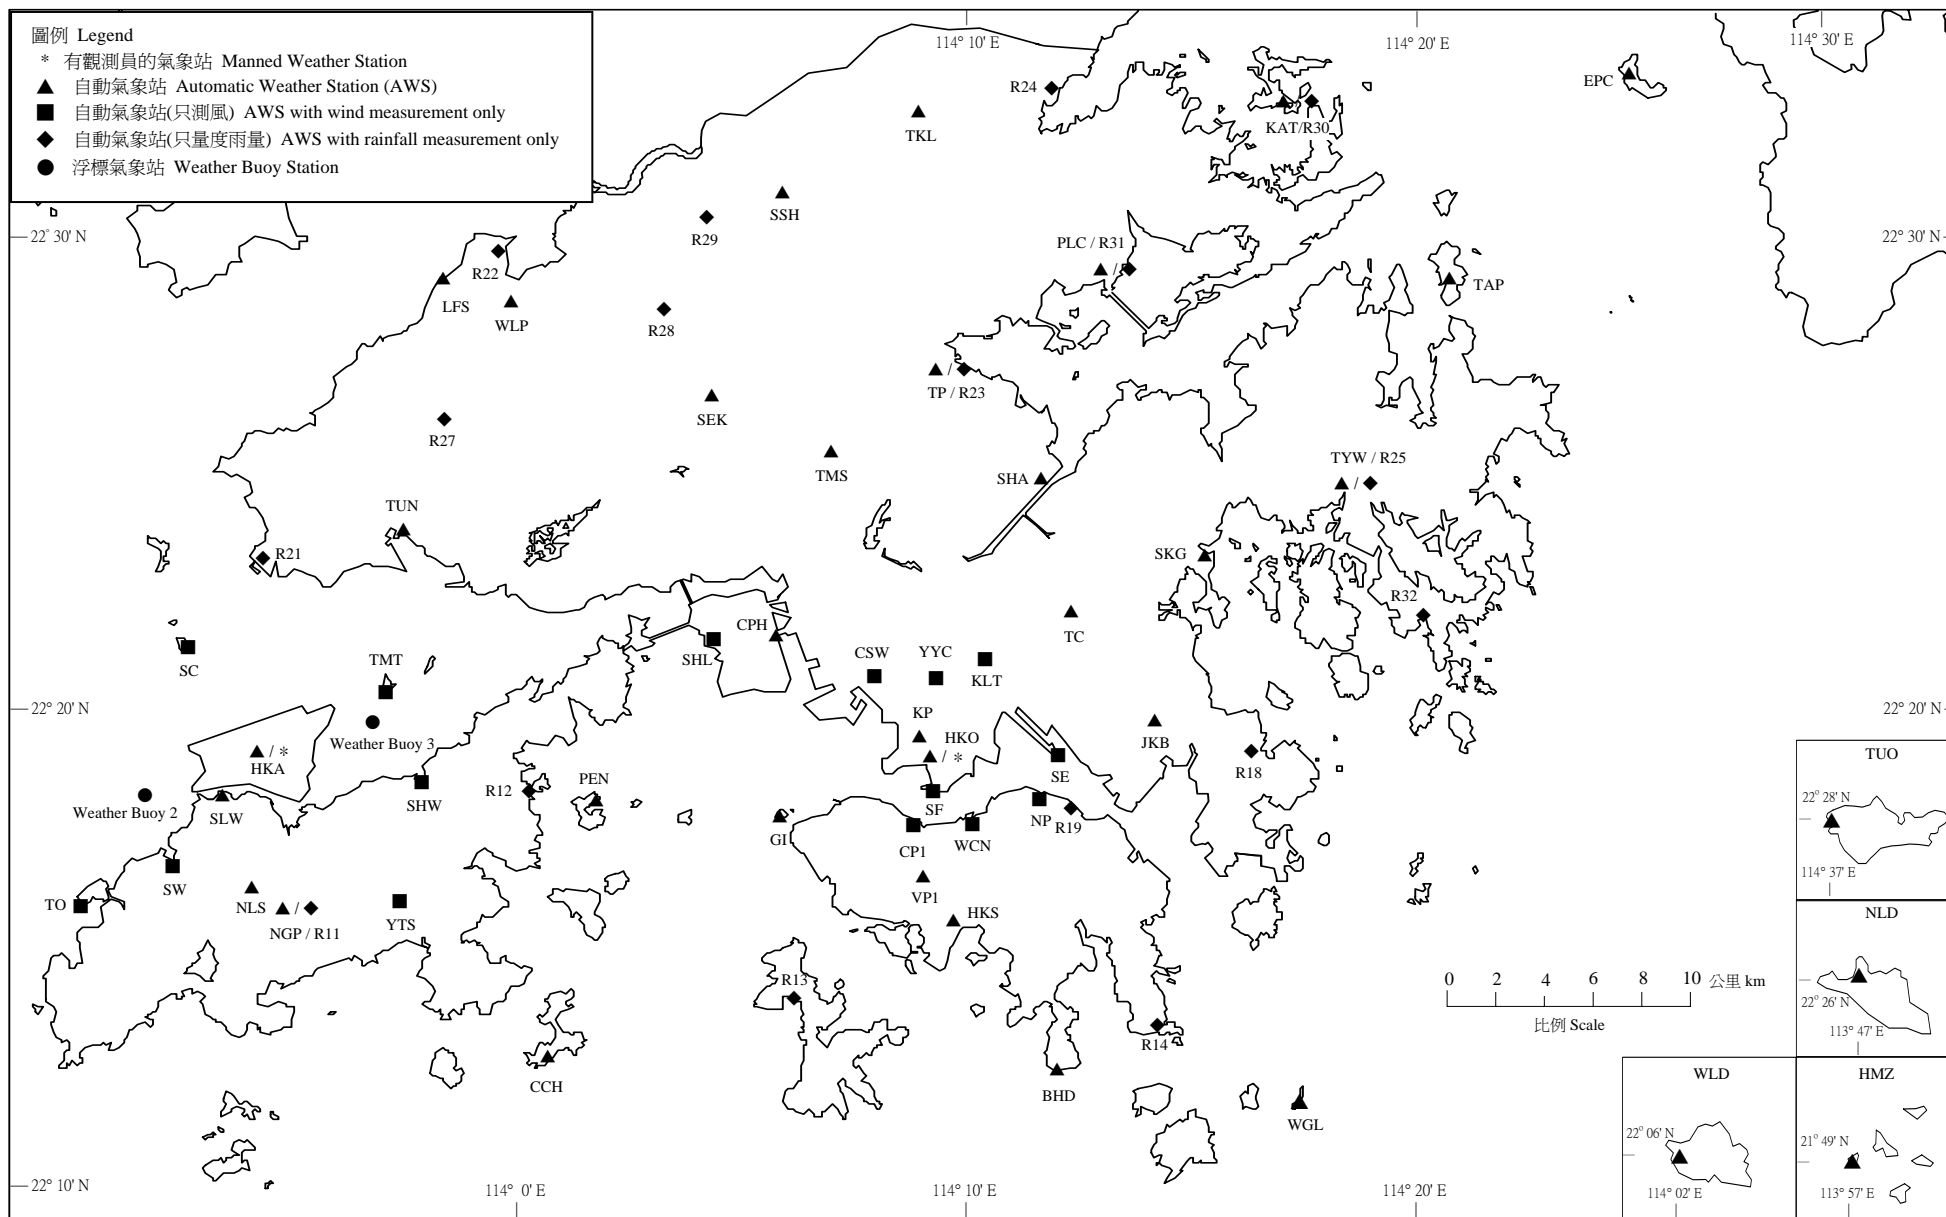 圖例 Legend
* 有觀測員的氣象站 Manned Weather Station
自動氣象站 Automatic Weather Station (AWS)
自動氣象站(只測風) AWS with wind measurement only
自動氣象站(只量度雨量) AWS with rainfall measurement only
浮標氣象站 Weather Buoy Station
114° 10' E
114° 20' E
114° 30' E
EPC
R24
TKL
KAT/R30
SSH
R29
22° 30' N
22° 30' N
PLC / R31
/
R22
LFS
WLP
R28
TAP
/
TP / R23
SEK
R27
TMS
SHA
TYW / R25
/
TUN
R21
SKG
R32
CPH
SHL
TC
SC
TMT
CSW
YYC
KLT
22° 20' N
22° 20' N
Weather Buoy 3
KP
HKO
/ *
JKB
/ *
HKA
SE
R18
TUO
22° 28' N
114° 37' E
Weather Buoy 2
SLW
SHW
R12
PEN
GI
SF
NP
R19
CP1
WCN
SW
TO
NLS
/
NGP / R11
YTS
VP1
HKS
NLD
22° 26' N
113° 47' E
R13
0 2 4 6 8 10 公里 km
比例 Scale
R14
CCH
BHD
WGL
WLD
22° 06' N
114° 02' E
HMZ
21° 49' N
113° 57' E
22° 10' N
114° 0' E
114° 10' E
114° 20' E